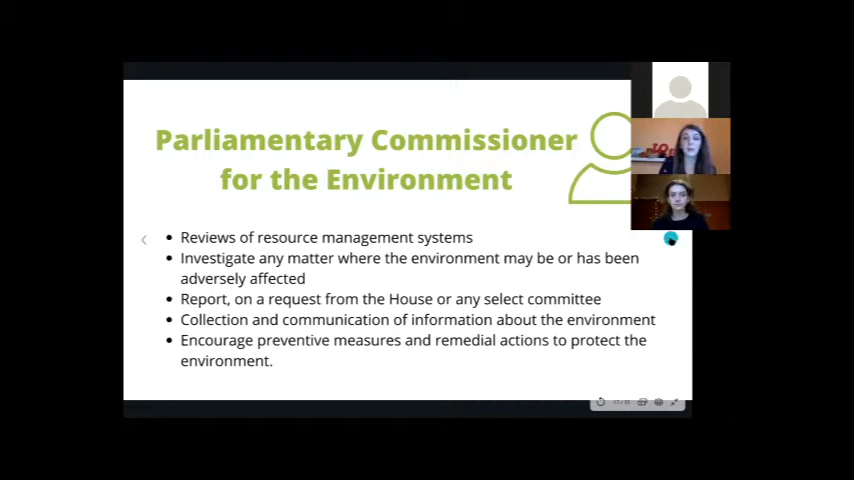 Parliamentary Commissioner
for the Environment
Reviews of resource management systems
Investigate any matter where the environment may be or has been
adversely affected
Report, on a request from the House or any select committee
Collection and communication of information about the environment
Encourage preventive measures and remedial actions to protect the
environment.